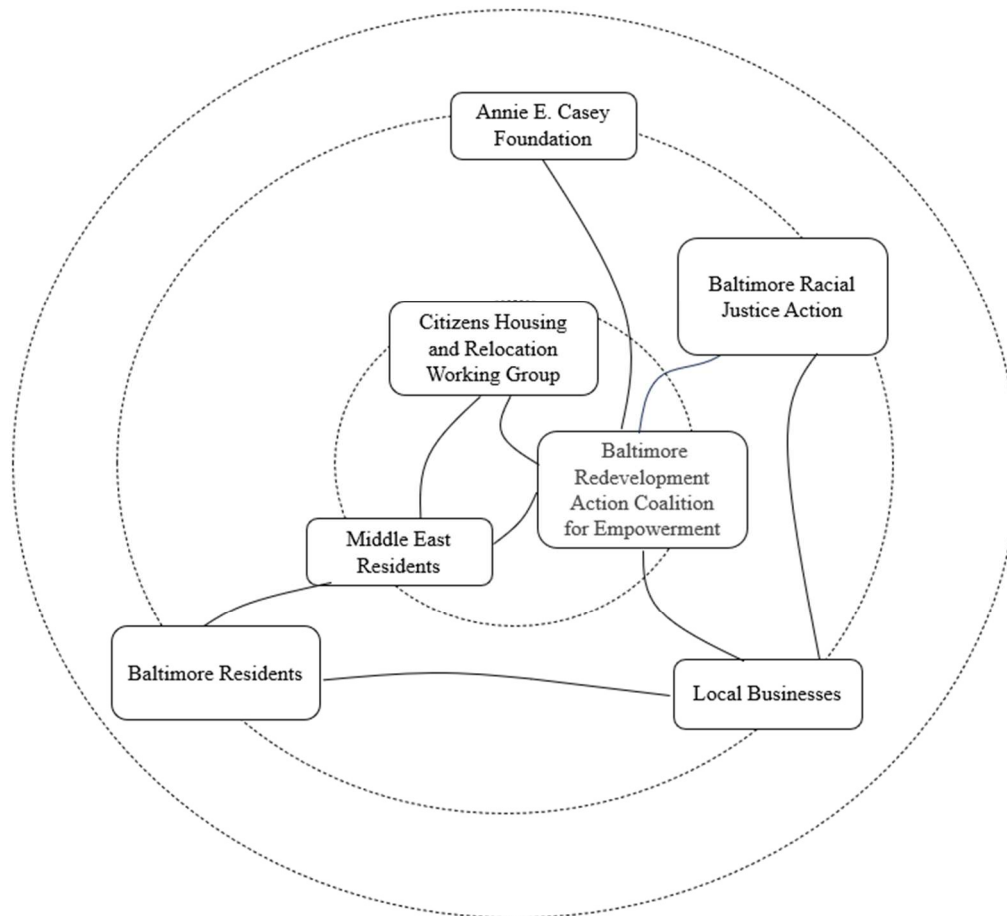 Annie E. Casey
Foundation
Baltimore Racial
Justice Action
Citizens Housing
and Relocation
Working Group
Baltimore
Redevelopment
Action Coalition
for Empowerment
Middle East
Residents
Baltimore Residents
Local Businesses